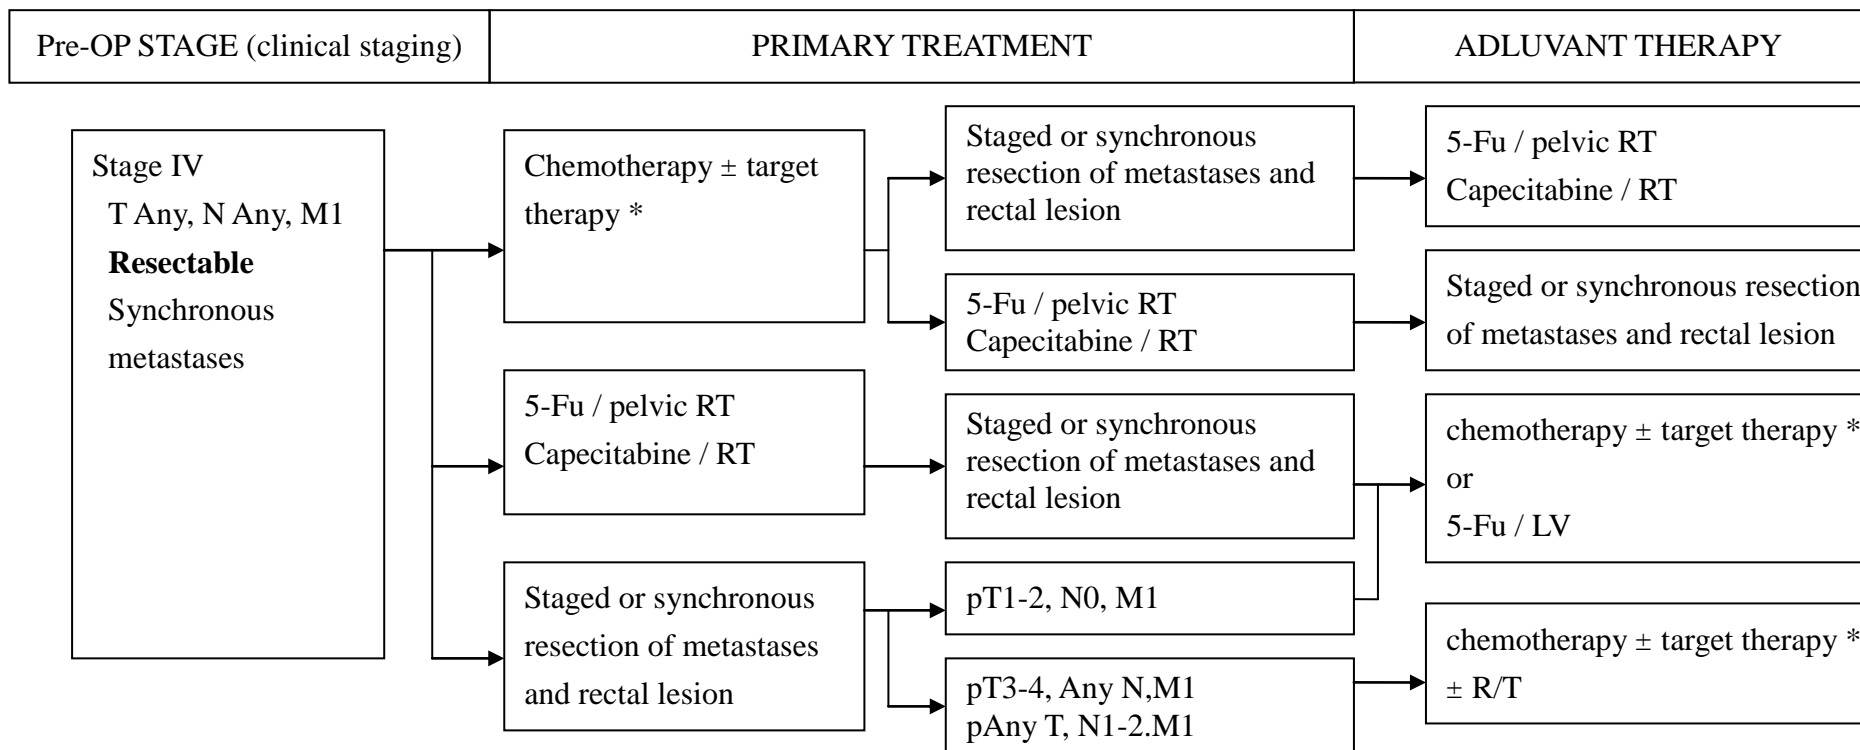 Pre-OP STAGE (clinical staging)
PRIMARY TREATMENT
ADLUVANT THERAPY
Stage IV
T Any, N Any, M1
Resectable
Synchronous
metastases
Chemotherapy ± target
therapy *
Staged or synchronous
resection of metastases and
rectal lesion
5-Fu / pelvic RT
Capecitabine / RT
5-Fu / pelvic RT
Capecitabine / RT
Staged or synchronous resection
of metastases and rectal lesion
5-Fu / pelvic RT
Capecitabine / RT
Staged or synchronous
resection of metastases and
rectal lesion
chemotherapy ± target therapy *
or
5-Fu / LV
Staged or synchronous
resection of metastases
and rectal lesion
pT1-2, N0, M1
pT3-4, Any N,M1
pAny T, N1-2.M1
chemotherapy ± target therapy *
± R/T